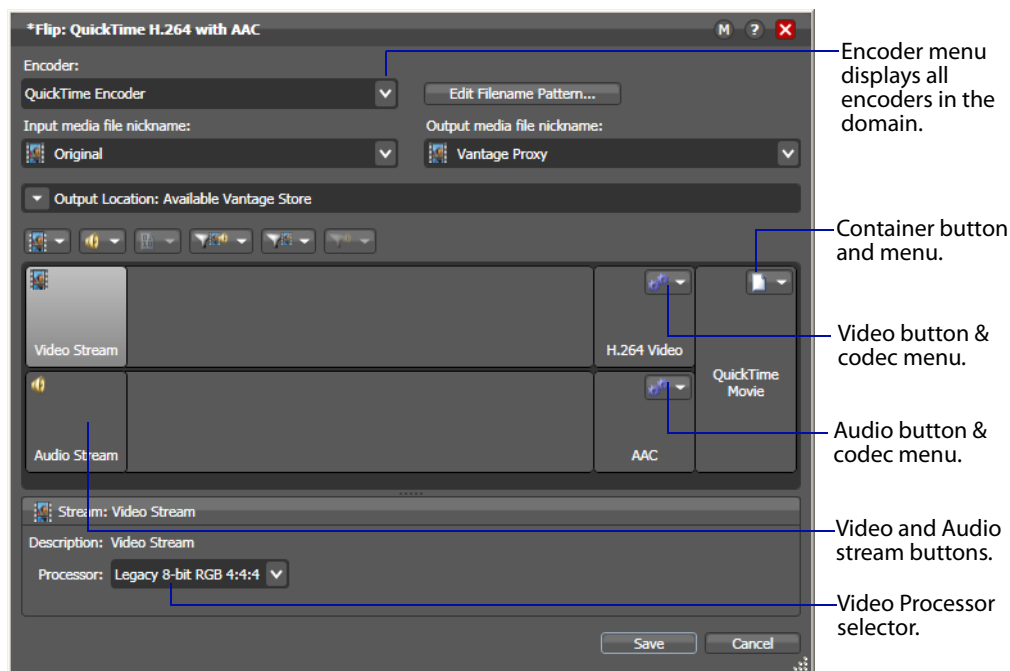 *Flip: QuickTime H.264 with AAC
M ?
Encoder:
QuickTime Encoder
Edit Filename Pattern...
Input media file nickname:
Output media file nickname:
Original
Vantage Proxy
Output Location: Available Vantage Store
Video Stream
H.264 Video
QuickTime
Movie
Audio Stream
AAC
Stream: Video Stream
Description: Video Stream
Processor: Legacy 8-bit RGB 4:4:4
Save
Cancel
Encoder menu
displays all
encoders in the
domain.
Container button
and menu.
Video button &
codec menu.
Audio button &
codec menu.
Video and Audio
stream buttons.
Video Processor
selector.